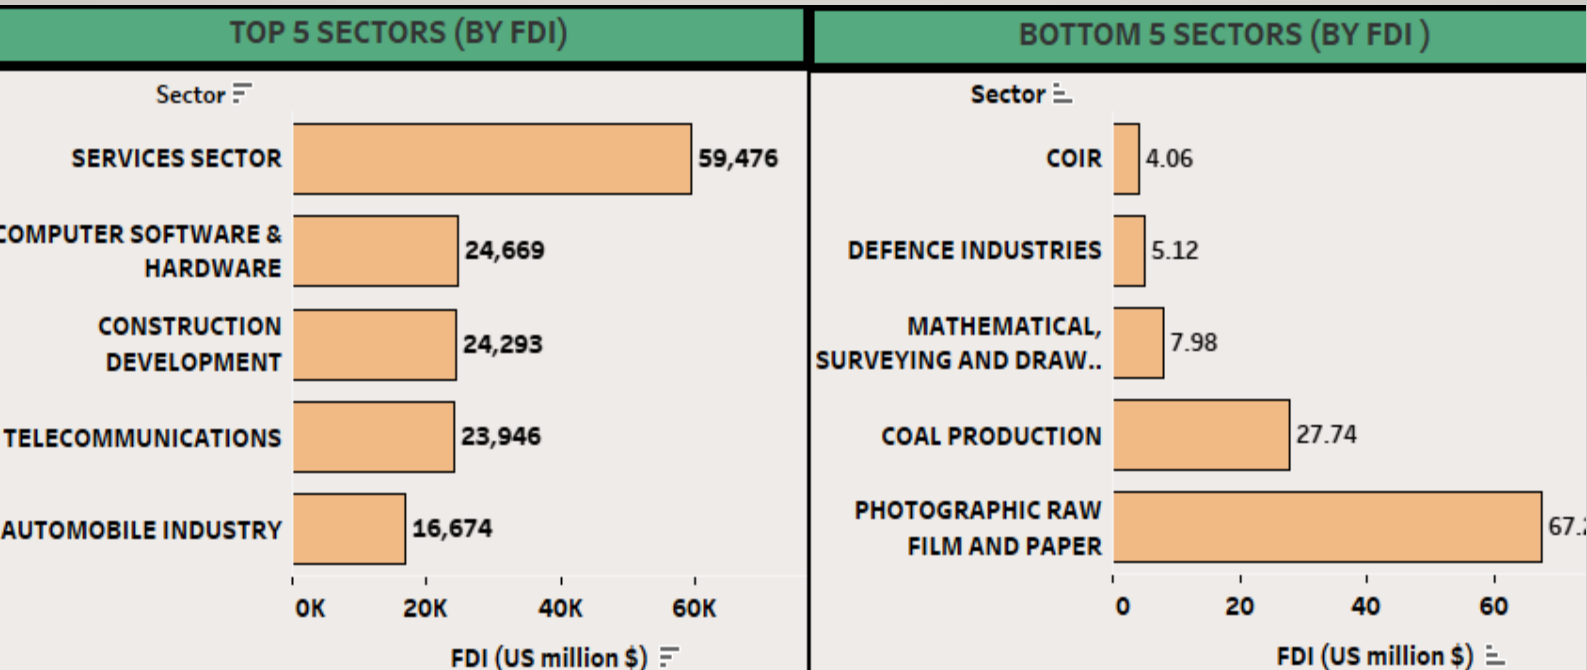 TOP 5 SECTORS (BY FDI)
Sector
SERVICES SECTOR
59,476
COMPUTER SOFTWARE &
HARDWARE
24,669
CONSTRUCTION
DEVELOPMENT
24,293
TELECOMMUNICATIONS
23,946
AUTOMOBILE INDUSTRY
16,674
0K 20K 40K 60K
FDI (US million $)
BOTTOM 5 SECTORS (BY FDI )
Sector
COIR
4.06
DEFENCE INDUSTRIES
5.12
MATHEMATICAL,
SURVEYING AND DRAW..
7.98
COAL PRODUCTION
27.74
PHOTOGRAPHIC RAW
FILM AND PAPER
0 20 40 60
FDI (US million $)